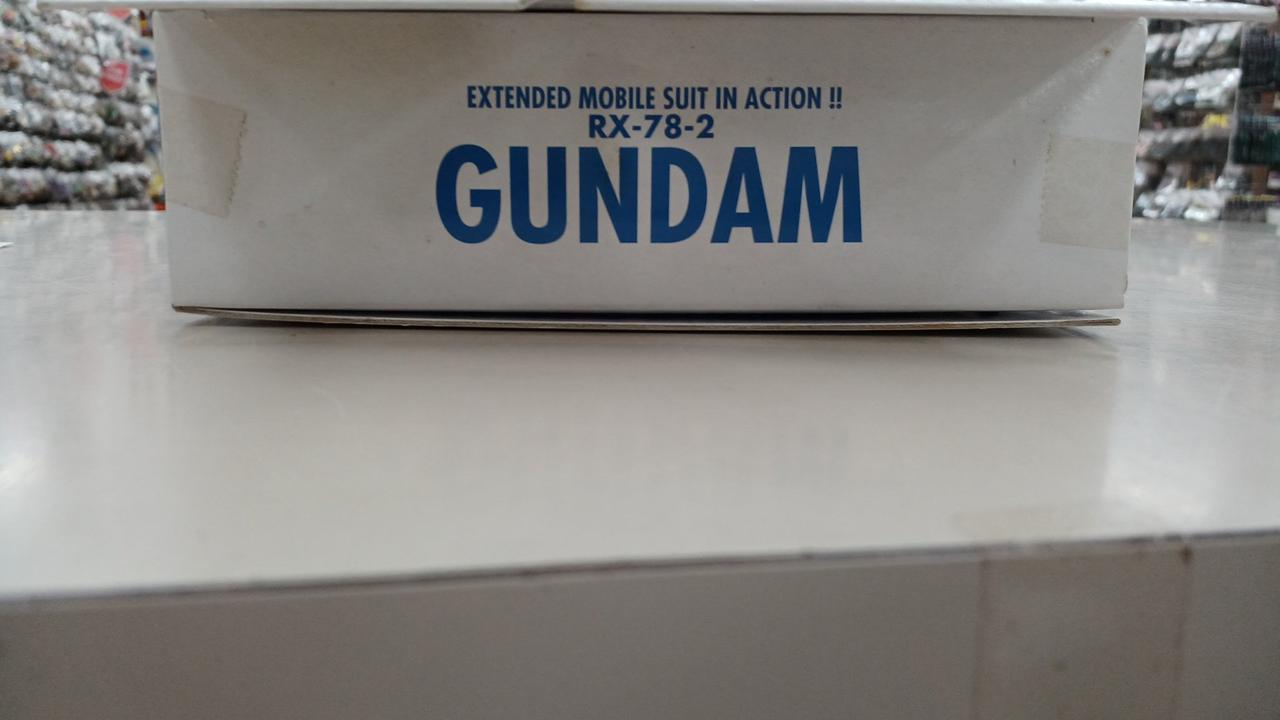 EXTENDED MOBILE SUIT IN ACTION !!
RX-78-2
GUNDAM